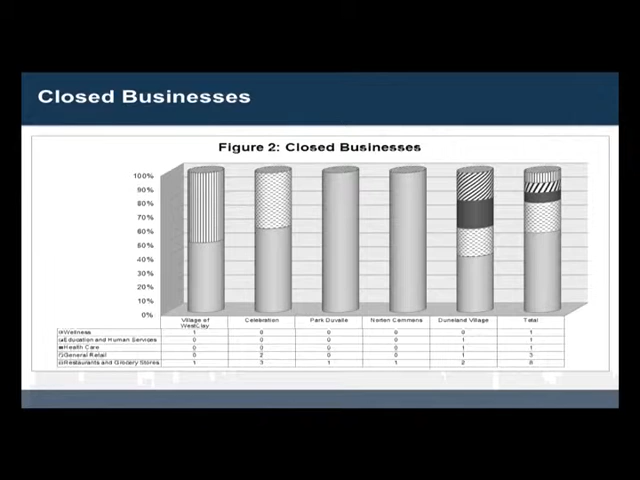 Closed Businesses
Figure 2: Closed Businesses
100%
90%
80%
70%
60%
50%
40%
30%
20%
10%
0%
Village of WestClay Celebration Park Duvalle Norton Commons Duneland Village Total
Wellness 1 0 0 0 0 1
Education and Human Services 0 0 0 0 1 1
Health Care 0 0 0 0 1 1
General Retail 0 2 0 0 1 3
Restaurants and Grocery Stores 1 3 1 1 2 8